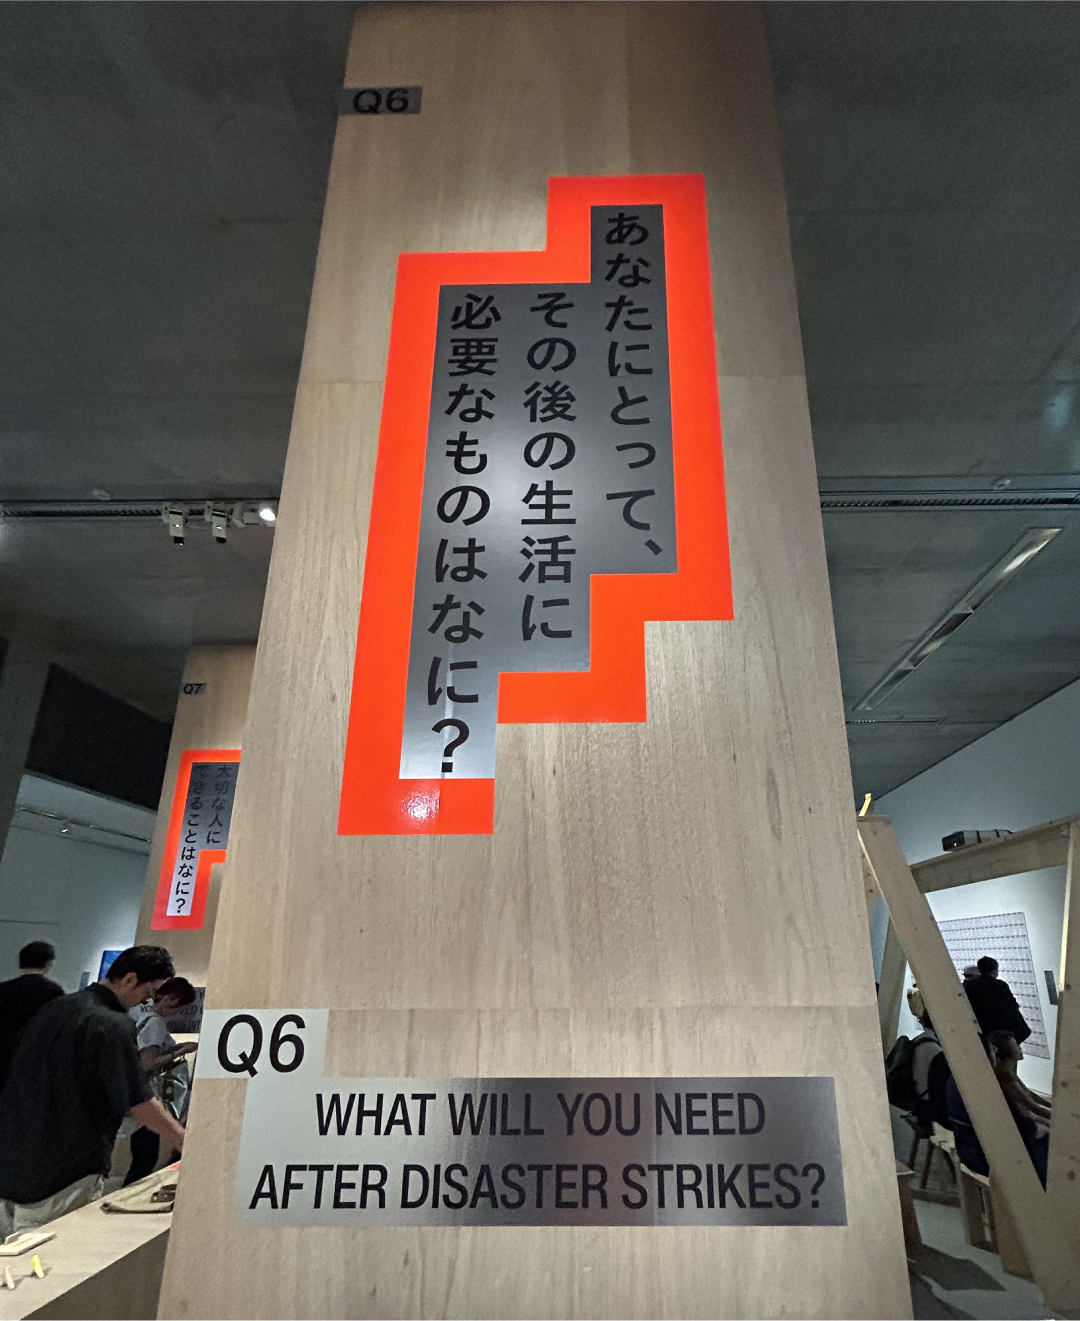 Q6
あなたにとって、
その後の生活に
必要なものはなに？
Q6
WHAT WILL YOU NEED
AFTER DISASTER STRIKES?
Q7
大切な人に
できることはなに？